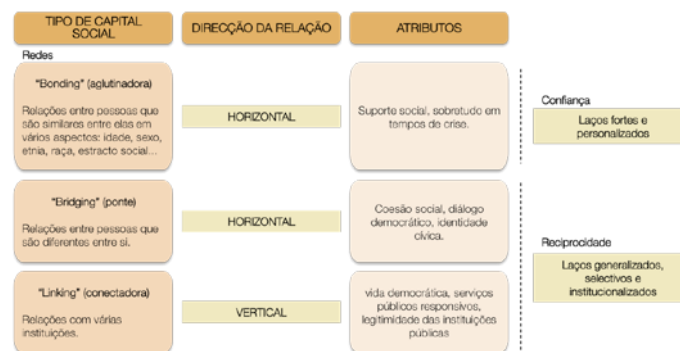 TIPO DE CAPITAL
SOCIAL
DIRECÇÃO DA RELAÇÃO
ATRIBUTOS
Redes
"Bonding" (aglutinadora)
Relações entre pessoas que
são similares entre elas em
vários aspectos: idade, sexo,
etnia, raça, estracto social...
HORIZONTAL
Suporte social, sobretudo em
tempos de crise.
Confiança
Laços fortes e
personalizados
"Bridging" (ponte)
Relações entre pessoas que
são diferentes entre si.
HORIZONTAL
Coesão social, diálogo
democrático, identidade
cívica.
Reciprocidade
Laços generalizados,
selectivos e
institucionalizados
"Linking" (conectadora)
Relações com várias
instituições.
VERTICAL
vida democrática, serviços
públicos responsivos,
legitimidade das instituições
públicas